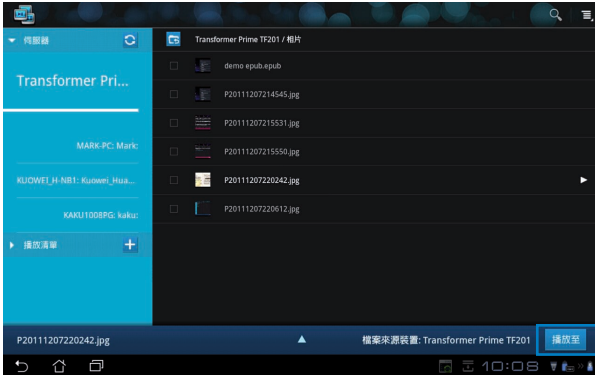 伺服器
Transformer Prime TF201 / 相片
Transformer Pri...
demo epub.epub
P20111207214545.jpg
P20111207215531.jpg
MARK-PC: Mark:
P20111207215550.jpg
KUOWEI_H-NB1: Kuowei_Hua...
P20111207220242.jpg
KAKU1008PG: kaku:
P20111207220612.jpg
播放清單
P20111207220242.jpg
檔案來源裝置: Transformer Prime TF201
播放至
10:08